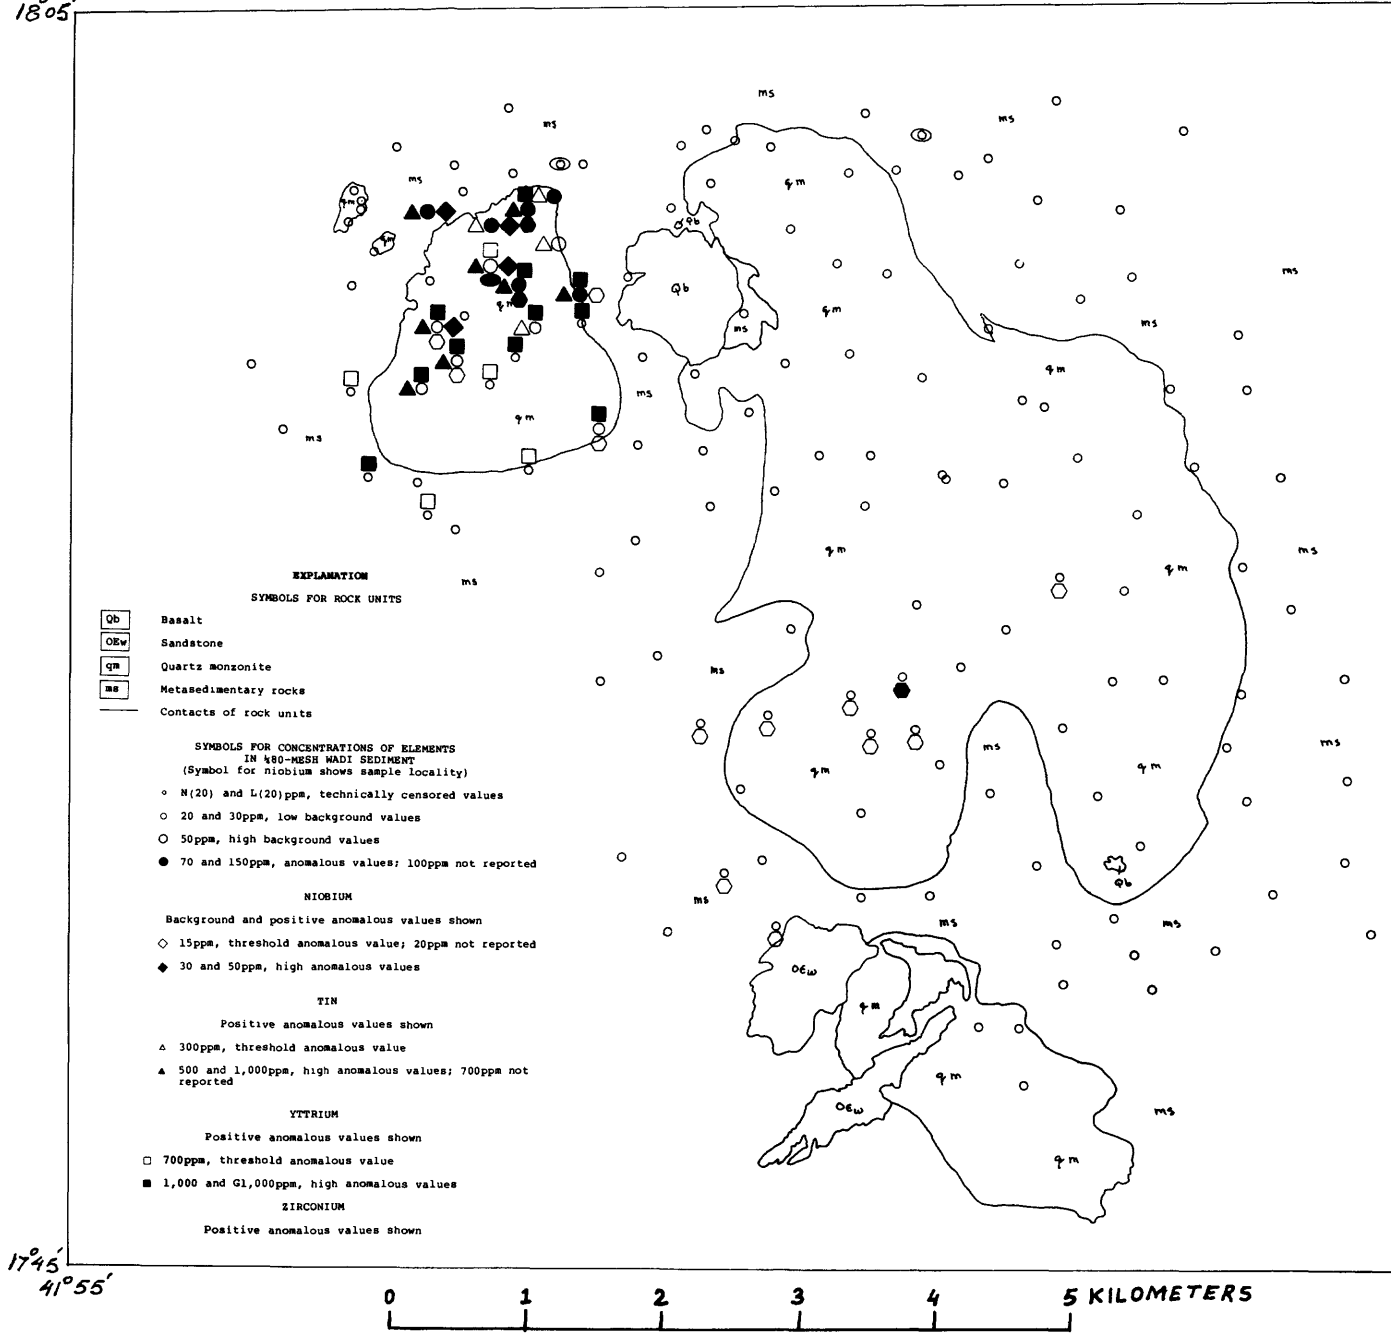 18°05'
ms
ms
ms
ms
qm
qm
qm
Qb
ms
Qb
qm
qm
ms
ms
ms
qm
ms
qm
ms
qm
ms
qm
ms
ms
ms
qm
ms
qm
Qb
ms
ms
ms
OЄw
qm
qm
OЄw
ms
qm
EXPLANATION
SYMBOLS FOR ROCK UNITS
Qb Basalt
OEw Sandstone
qm Quartz monzonite
ms Metasedimentary rocks
Contacts of rock units
SYMBOLS FOR CONCENTRATIONS OF ELEMENTS
IN 80-MESH WADI SEDIMENT
(Symbol for niobium shows sample locality)
N(20) and L(20)ppm, technically censored values
20 and 30ppm, low background values
50ppm, high background values
70 and 150ppm, anomalous values; 100ppm not reported
NIOBIUM
Background and positive anomalous values shown
15ppm, threshold anomalous value; 20ppm not reported
30 and 50ppm, high anomalous values
TIN
Positive anomalous values shown
300ppm, threshold anomalous value
500 and 1,000ppm, high anomalous values; 700ppm not
reported
YTTRIUM
Positive anomalous values shown
700ppm, threshold anomalous value
1,000 and G1,000ppm, high anomalous values
ZIRCONIUM
Positive anomalous values shown
17°45'
41°55'
0 1 2 3 4 5 KILOMETERS